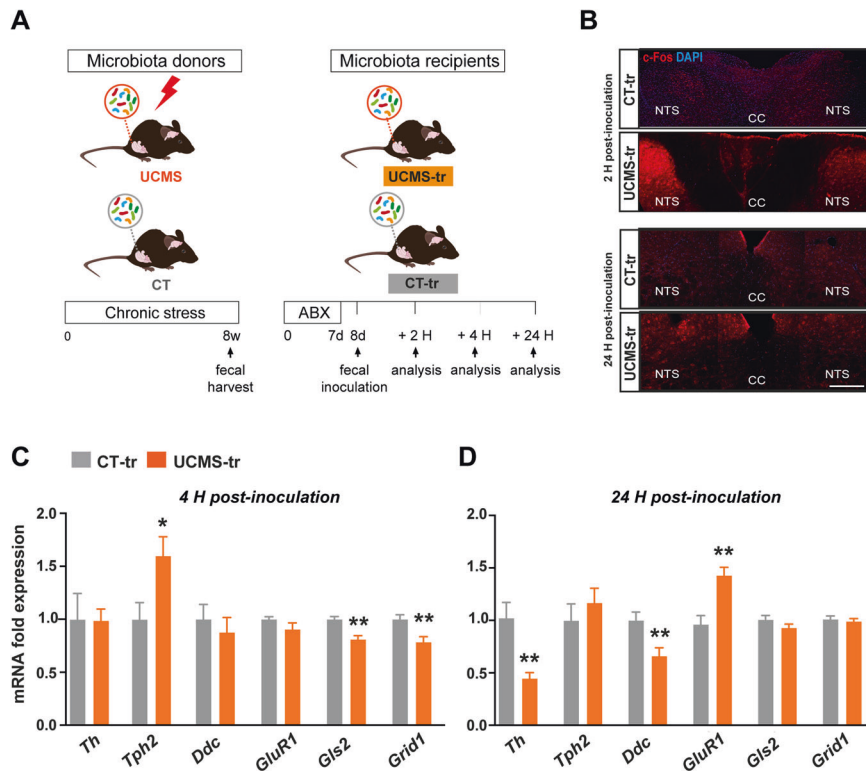 A
Microbiota donors
Microbiota recipients
UCMS
UCMS-tr
CT
CT-tr
Chronic stress
ABX
0
8w
0
7d
8d
+ 2 H
+ 4 H
+ 24 H
fecal
harvest
fecal
inoculation
analysis
analysis
analysis
B
c-Fos DAPI
2 H post-inoculation
CT-tr
NTS
CC
NTS
UCMS-tr
NTS
CC
NTS
24 H post-inoculation
CT-tr
NTS
CC
NTS
UCMS-tr
NTS
CC
NTS
C
CT-tr
UCMS-tr
4 H post-inoculation
mRNA fold expression
2.0
1.5
1.0
0.5
0.0
*
**
**
Th
Tph2
Ddc
GluR1
Gls2
Grid1
D
24 H post-inoculation
2.0
1.5
1.0
0.5
0.0
**
**
**
Th
Tph2
Ddc
GluR1
Gls2
Grid1